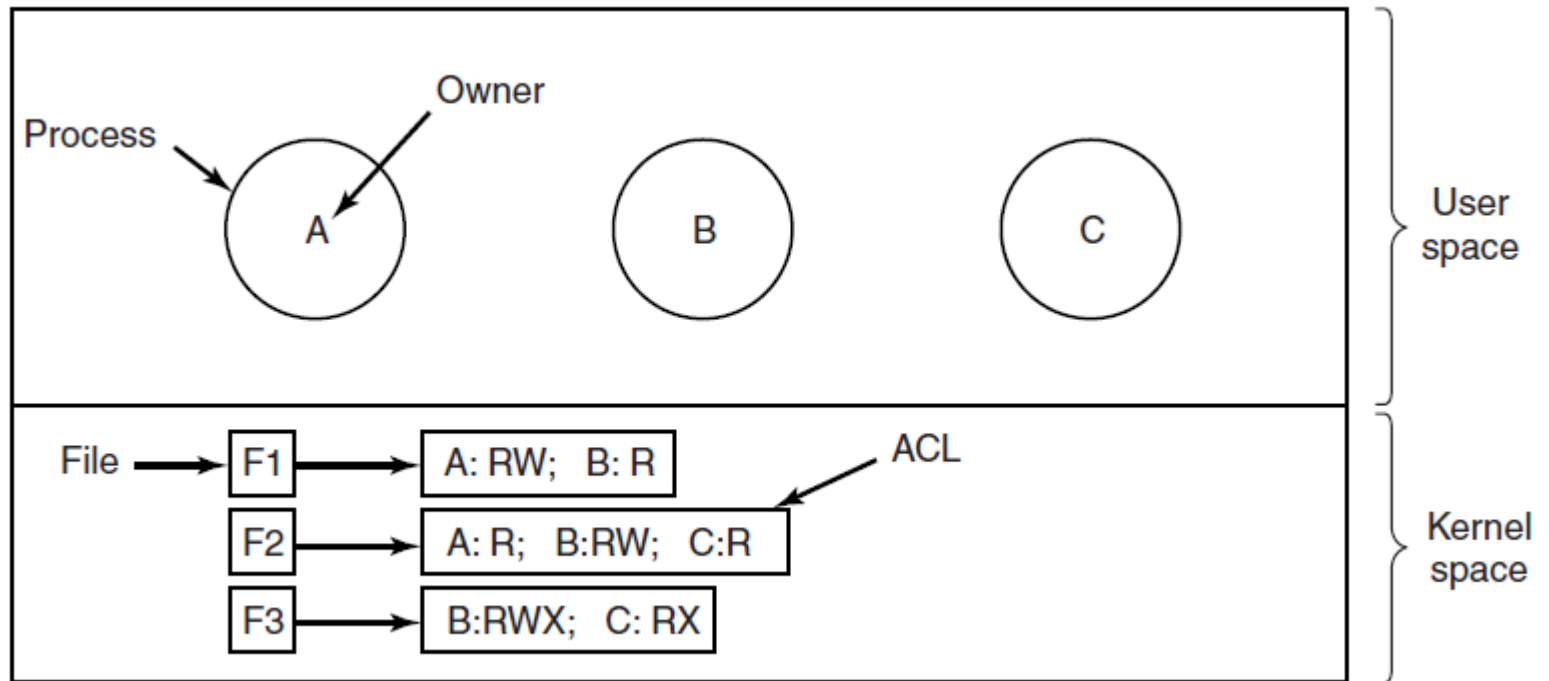 Owner
Process
A
B
C
User
space
File
F1
A: RW; B: R
ACL
F2
A: R; B:RW; C:R
F3
B:RWX; C: RX
Kernel
space